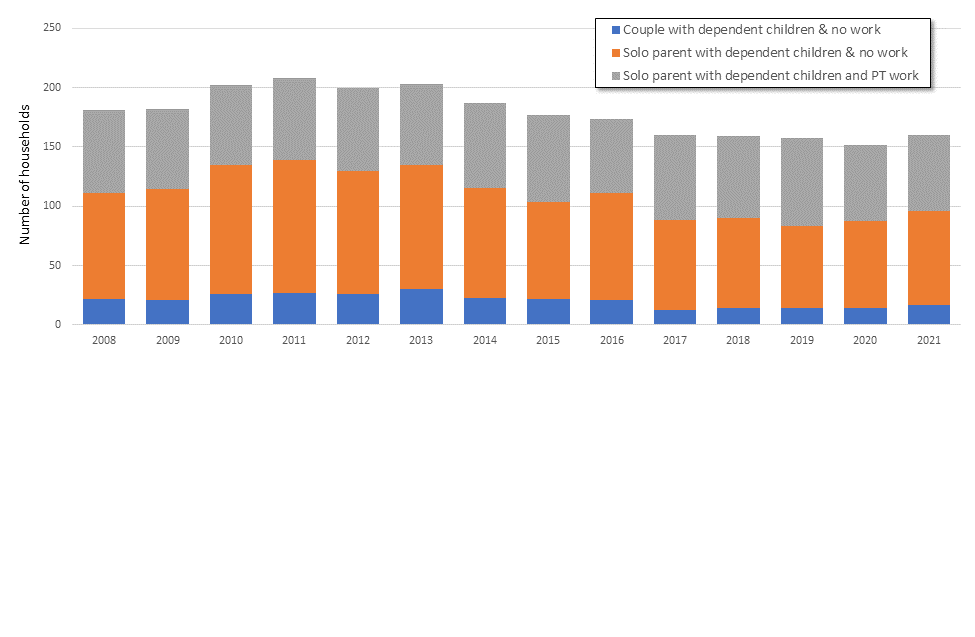 250
200
150
100
50
0
Number of households
Couple with dependent children & no work
Solo parent with dependent children & no work
Solo parent with dependent children and PT work
2008 2009 2010 2011 2012 2013 2014 2015 2016 2017 2018 2019 2020 2021